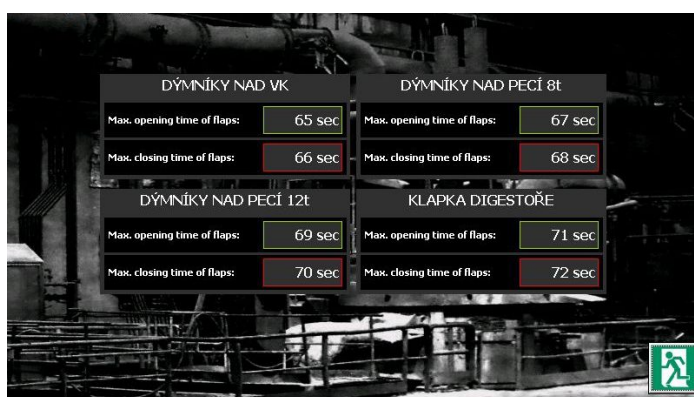 DÝMNÍKY NAD VK
Max. opening time of flaps: 65 sec
Max. closing time of flaps: 66 sec
DÝMNÍKY NAD PECÍ 8t
Max. opening time of flaps: 67 sec
Max. closing time of flaps: 68 sec
DÝMNÍKY NAD PECÍ 12t
Max. opening time of flaps: 69 sec
Max. closing time of flaps: 70 sec
KLAPKA DIGESTOŘE
Max. opening time of flaps: 71 sec
Max. closing time of flaps: 72 sec